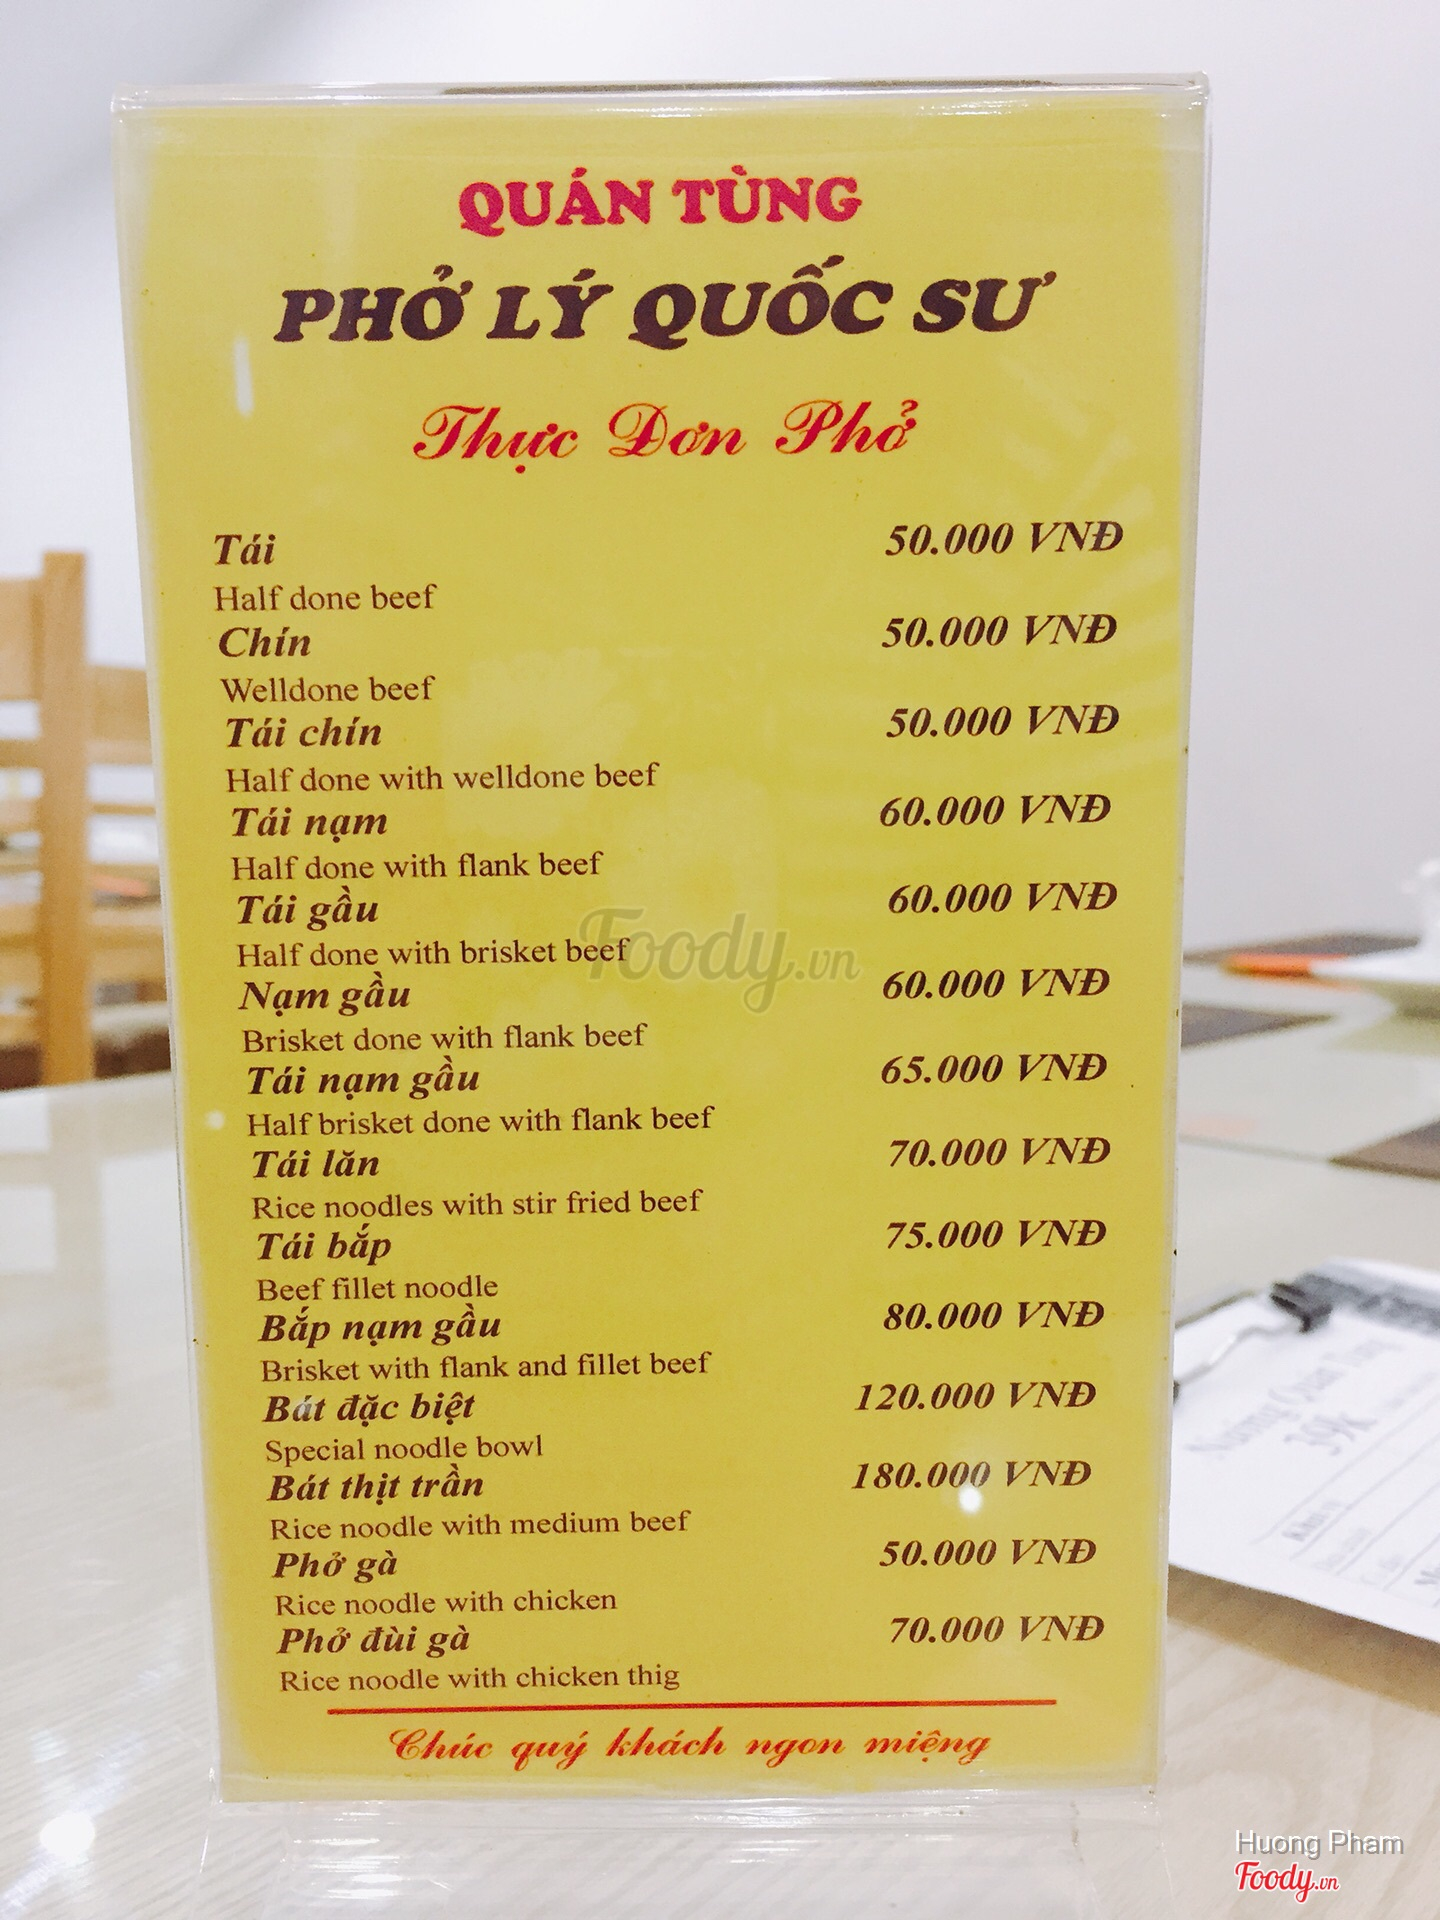 QUÁN TÙNG
PHỞ LÝ QUỐC SƯ
Thực Đơn Phở
Tái 50.000 VNĐ
Half done beef
Chín 50.000 VNĐ
Welldone beef
Tái chín 50.000 VNĐ
Half done with welldone beef
Tái nạm 60.000 VNĐ
Half done with flank beef
Tái gầu 60.000 VNĐ
Half done with brisket beef
Nạm gầu 60.000 VNĐ
Brisket done with flank beef
Tái nạm gầu 65.000 VNĐ
Half brisket done with flank beef
Tái lăn 70.000 VNĐ
Rice noodles with stir fried beef
Tái bắp 75.000 VNĐ
Beef fillet noodle
Bắp nạm gầu 80.000 VNĐ
Brisket with flank and fillet beef
Bát đặc biệt 120.000 VNĐ
Special noodle bowl
Bát thịt trần 180.000 VNĐ
Rice noodle with medium beef
Phở gà 50.000 VNĐ
Rice noodle with chicken
Phở đùi gà 70.000 VNĐ
Rice noodle with chicken thig
Chúc quý khách ngon miệng
Foody.vn
39K
Huong Pham
Foody.vn